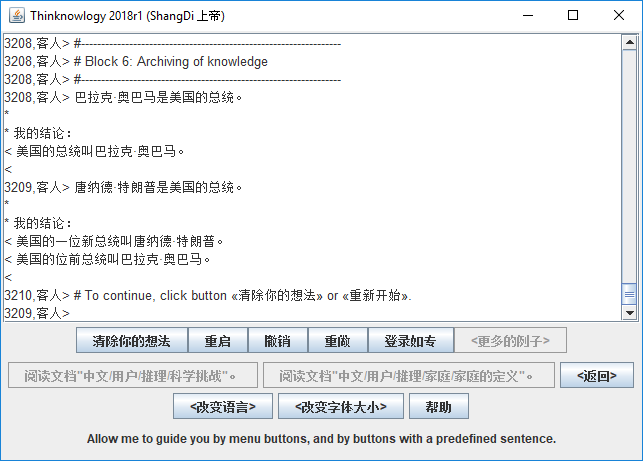 Thinknowlogy 2018r1 (ShangDi 上帝)
3208,客人> #-----------------------------------------------------------------
3208,客人> # Block 6: Archiving of knowledge
3208,客人> #-----------------------------------------------------------------
3208,客人> 巴拉克·奥巴马是美国的总统。
*
* 我的结论：
< 美国的总统叫巴拉克·奥巴马。
<
3209,客人> 唐纳德·特朗普是美国的总统。
*
* 我的结论：
< 美国的一位新总统叫唐纳德·特朗普。
< 美国的位前总统叫巴拉克·奥巴马。
<
3210,客人> # To continue, click button «清除你的想法» or «重新开始».
3209,客人>
清除你的想法 重启 撤销 重做 登录如专 <更多的例子>
阅读文档"中文/用户/推理/科学挑战"。 阅读文档"中文/用户/推理/家庭/家庭的定义"。 <返回>
<改变语言> <改变字体大小> 帮助
Allow me to guide you by menu buttons, and by buttons with a predefined sentence.